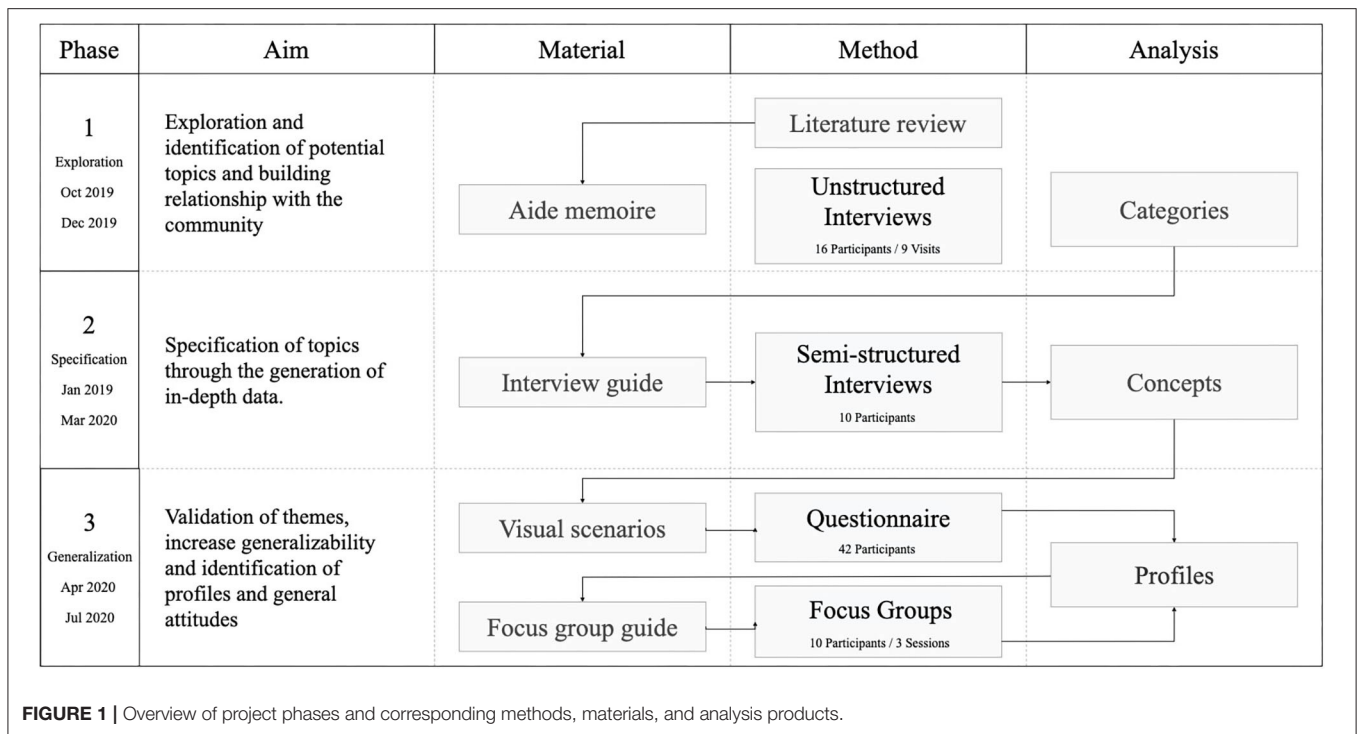 Phase
Aim
Material
Method
Analysis
1
Exploration
Oct 2019
Dec 2019
Exploration and
identification of potential
topics and building
relationship with the
community
Aide memoire
Literature review
Unstructured
Interviews
16 Participants / 9 Visits
Categories
2
Specification
Jan 2019
Mar 2020
Specification of topics
through the generation of
in-depth data.
Interview guide
Semi-structured
Interviews
10 Participants
Concepts
3
Generalization
Apr 2020
Jul 2020
Validation of themes,
increase generalizability
and identification of
profiles and general
attitudes
Visual scenarios
Questionnaire
42 Participants
Focus group guide
Focus Groups
10 Participants / 3 Sessions
Profiles
FIGURE 1 | Overview of project phases and corresponding methods, materials, and analysis products.